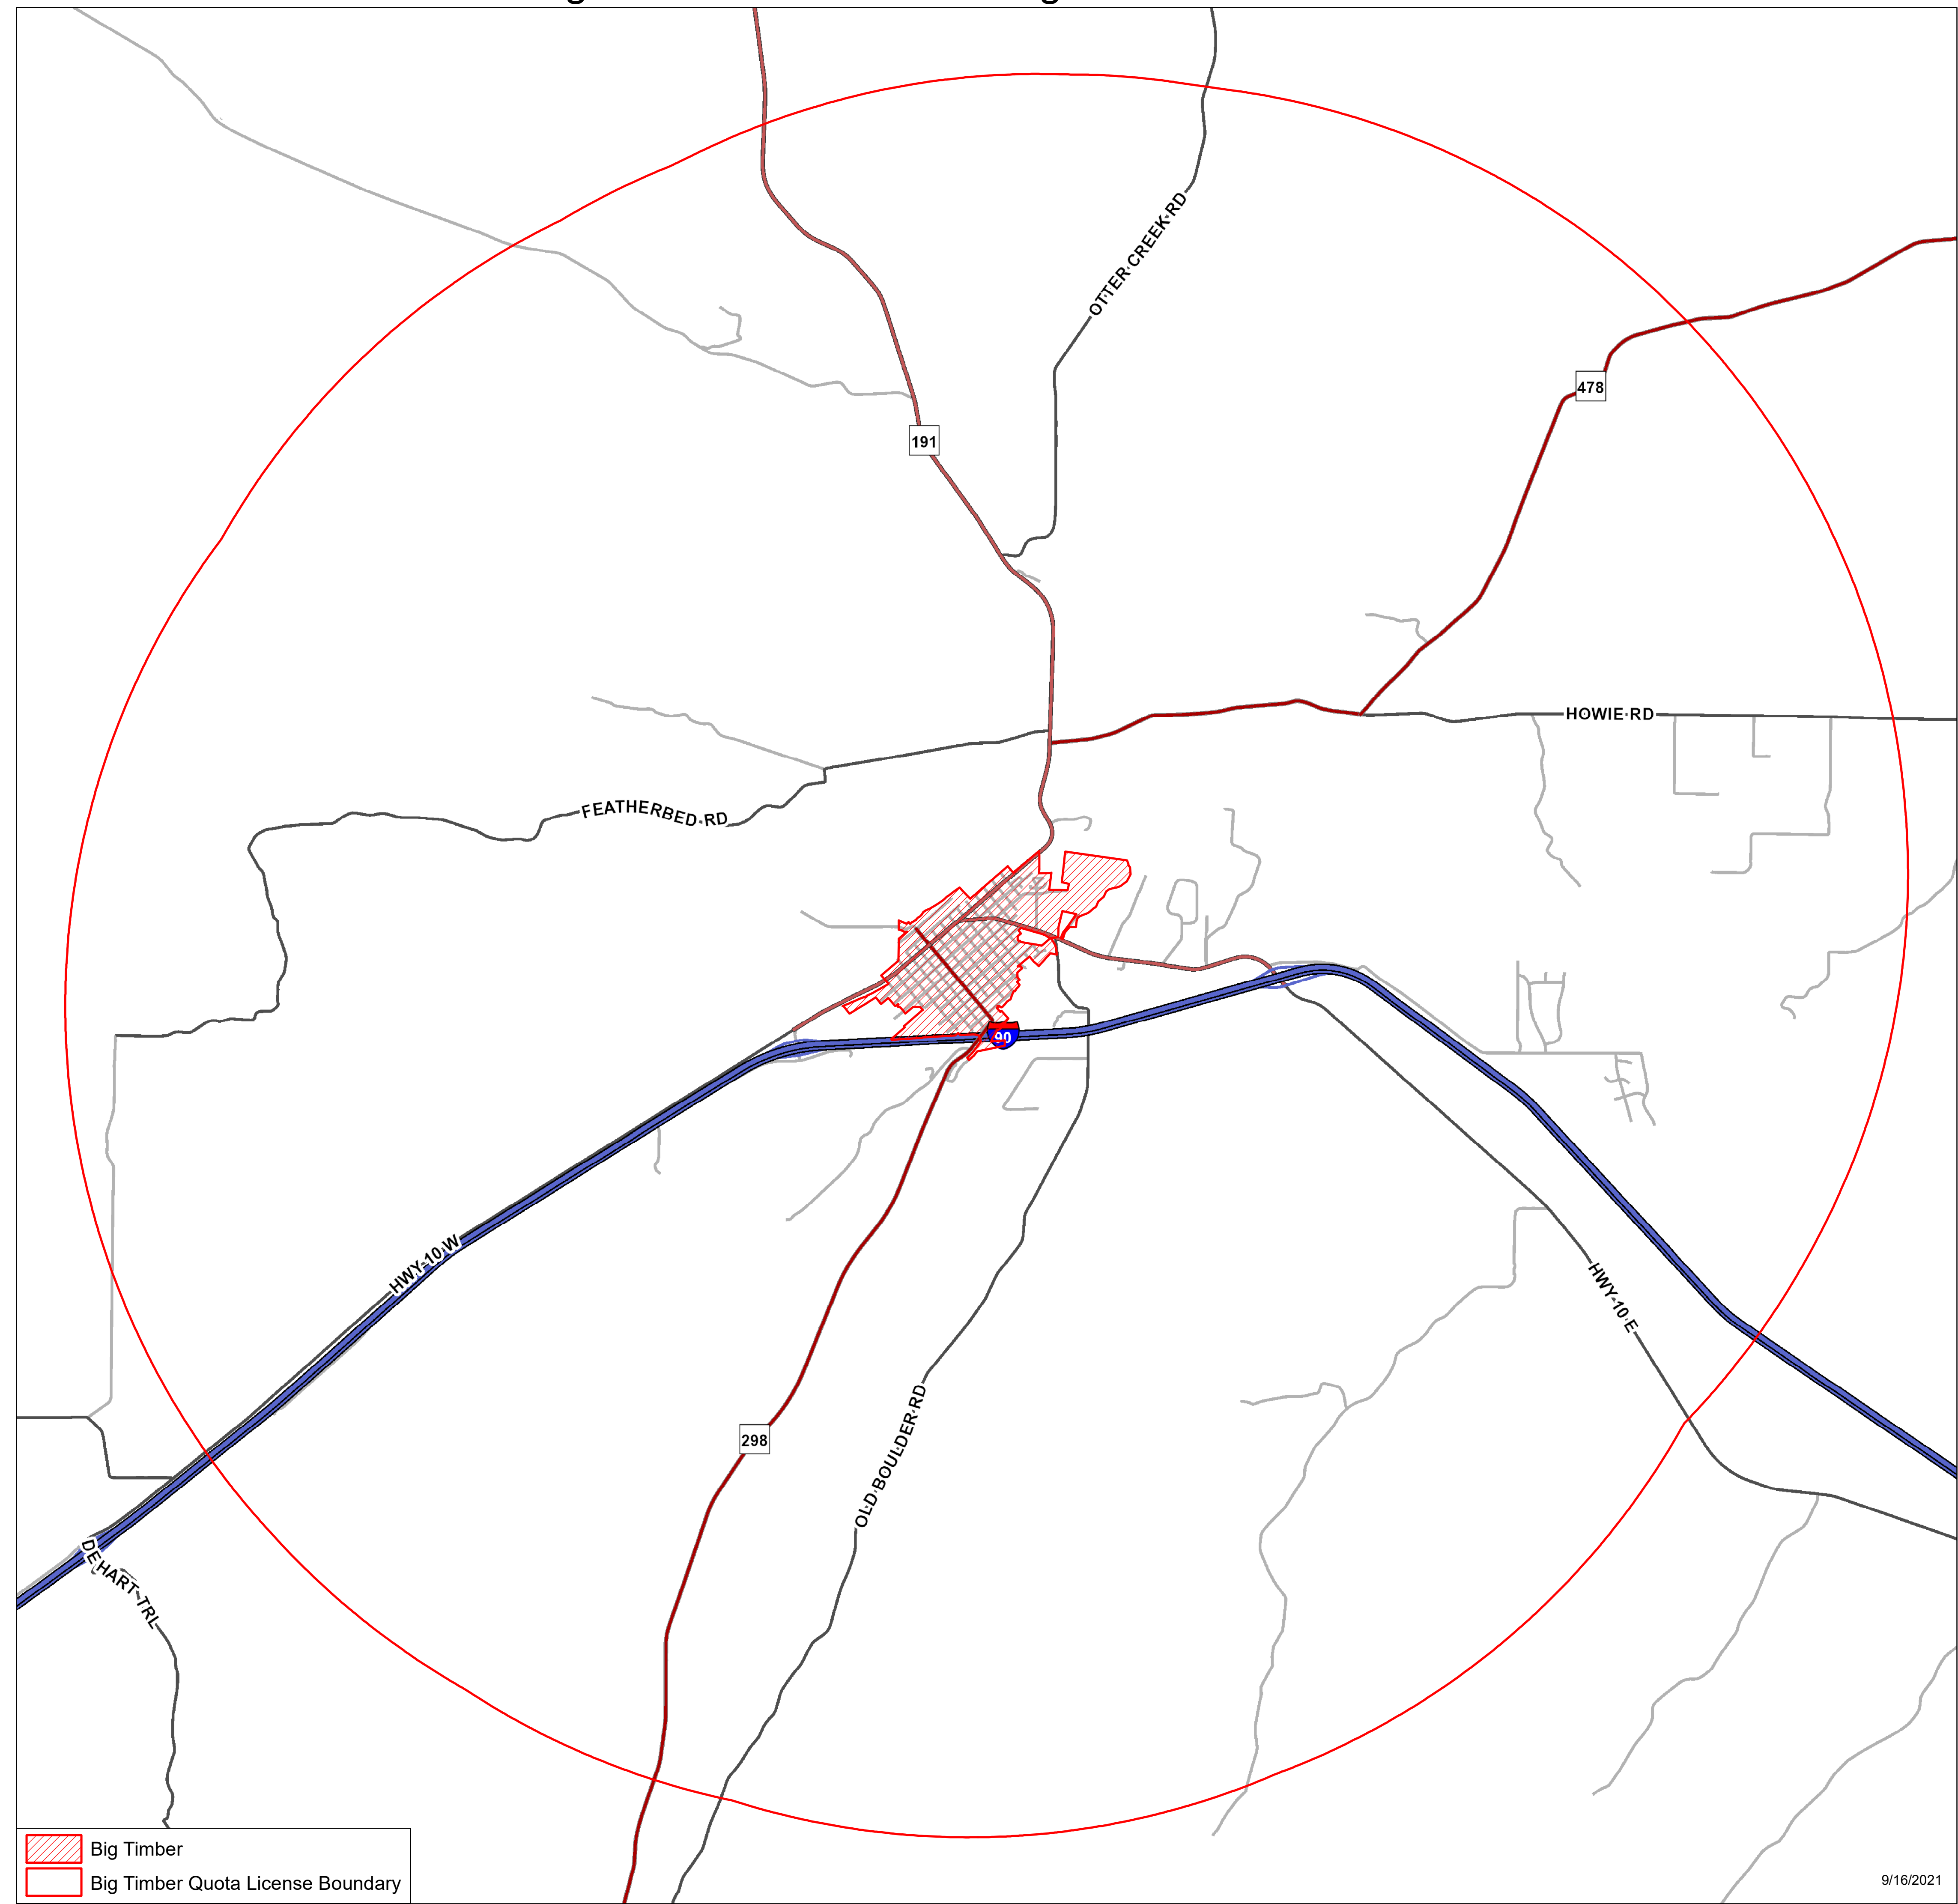 OTTER CREEK RD
478
191
HOWIE RD
FEATHERBED RD
90
HWY 10 W
HWY 10 E
298
OLD BOULDER RD
DEHART TRL
Big Timber
Big Timber Quota License Boundary
9/16/2021